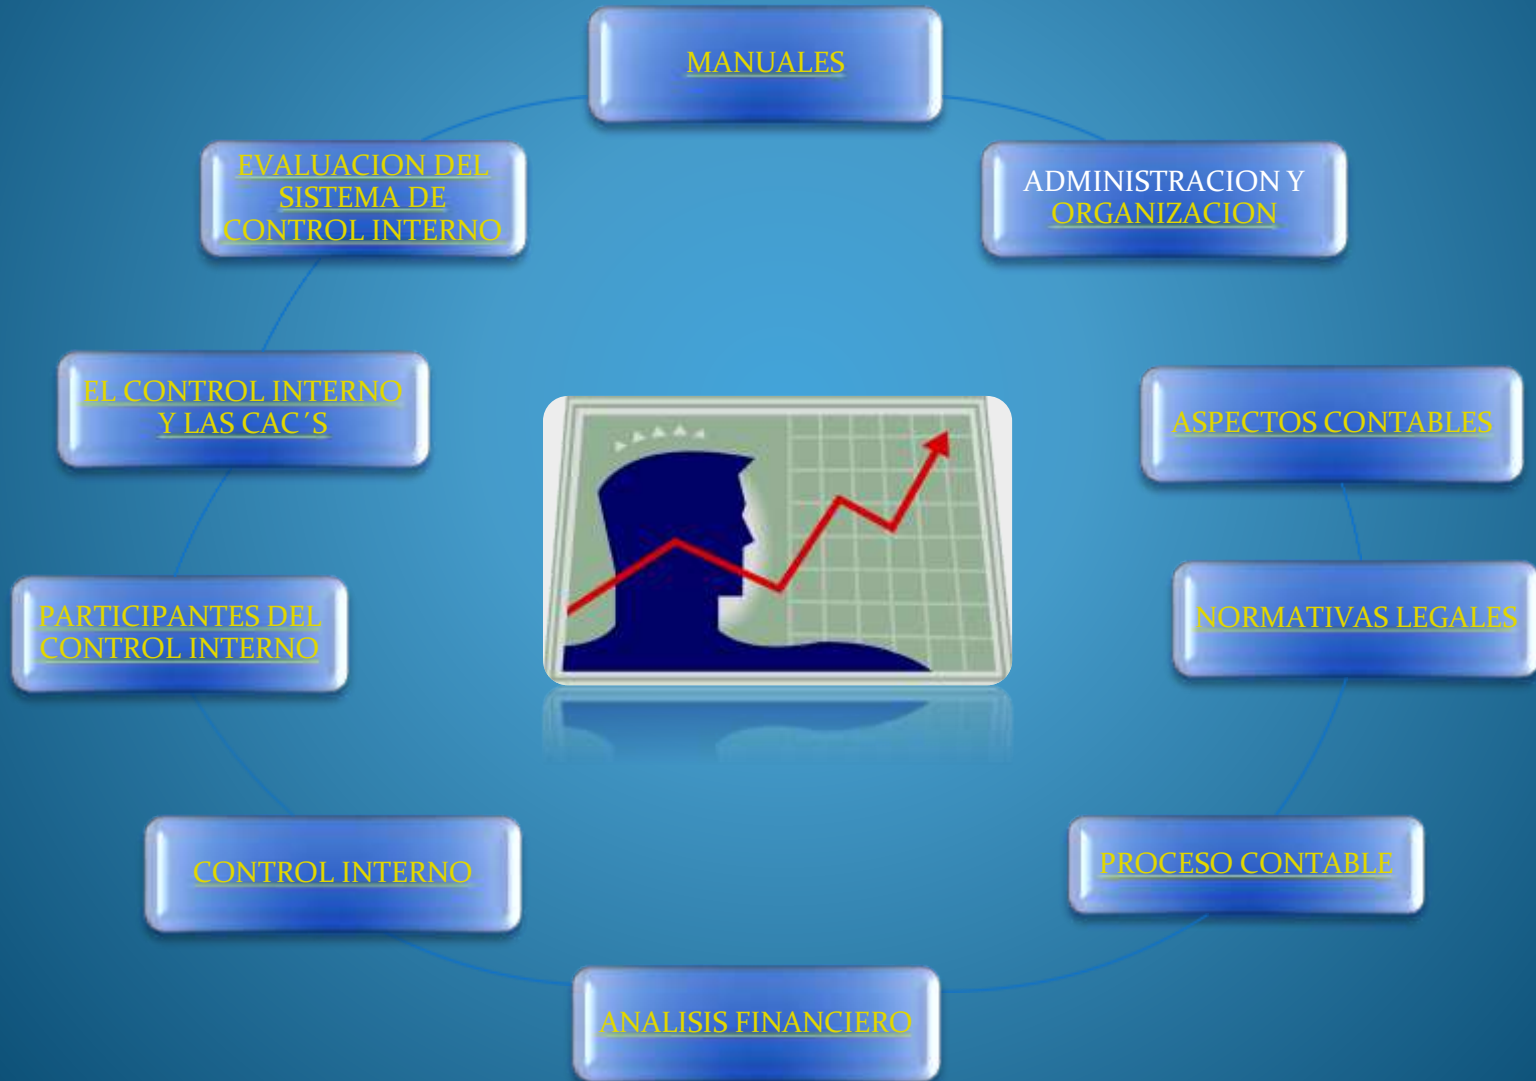 MANUALES
ADMINISTRACION Y
ORGANIZACION
ASPECTOS CONTABLES
NORMATIVAS LEGALES
PROCESO CONTABLE
ANALISIS FINANCIERO
CONTROL INTERNO
PARTICIPANTES DEL
CONTROL INTERNO
EL CONTROL INTERNO
Y LAS CAC´S
EVALUACION DEL
SISTEMA DE
CONTROL INTERNO